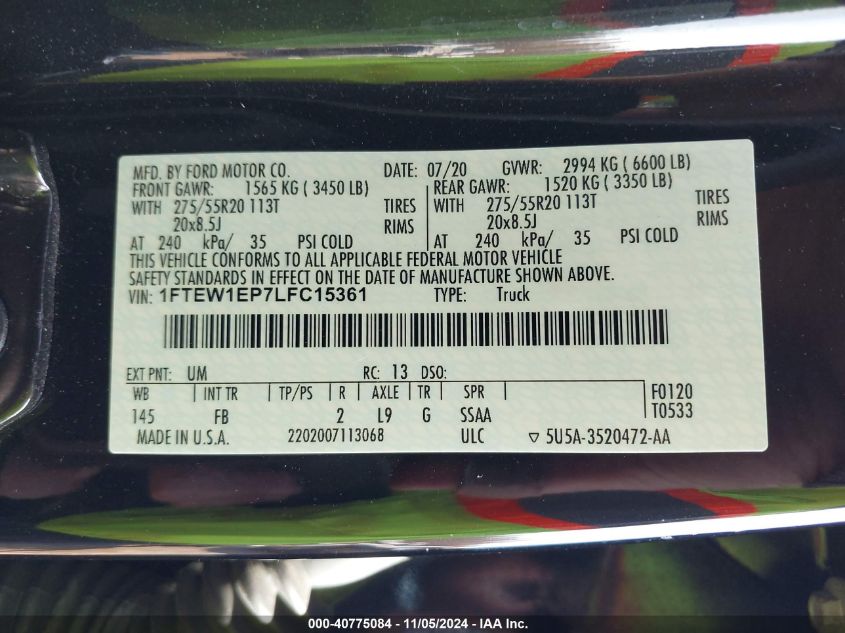 MFD. BY FORD MOTOR CO. DATE: 07/20 GVWR: 2994 KG ( 6600 LB)
FRONT GAWR: 1565 KG ( 3450 LB) REAR GAWR: 1520 KG ( 3350 LB)
WITH 275/55R20 113T TIRES WITH 275/55R20 113T TIRES
20x8.5J RIMS 20x8.5J RIMS
AT 240 kPa/ 35 PSI COLD AT 240 kPa/ 35 PSI COLD
THIS VEHICLE CONFORMS TO ALL APPLICABLE FEDERAL MOTOR VEHICLE
SAFETY STANDARDS IN EFFECT ON THE DATE OF MANUFACTURE SHOWN ABOVE.
VIN: 1FTEW1EP7LFC15361 TYPE: Truck
EXT PNT: UM RC: 13 DSO:
WB INT TR TP/PS R AXLE TR SPR F0120
145 FB 2 L9 G SSAA T0533
MADE IN U.S.A. 2202007113068 ULC ▽ 5U5A-3520472-AA
000-40775084 - 11/05/2024 - IAA Inc.